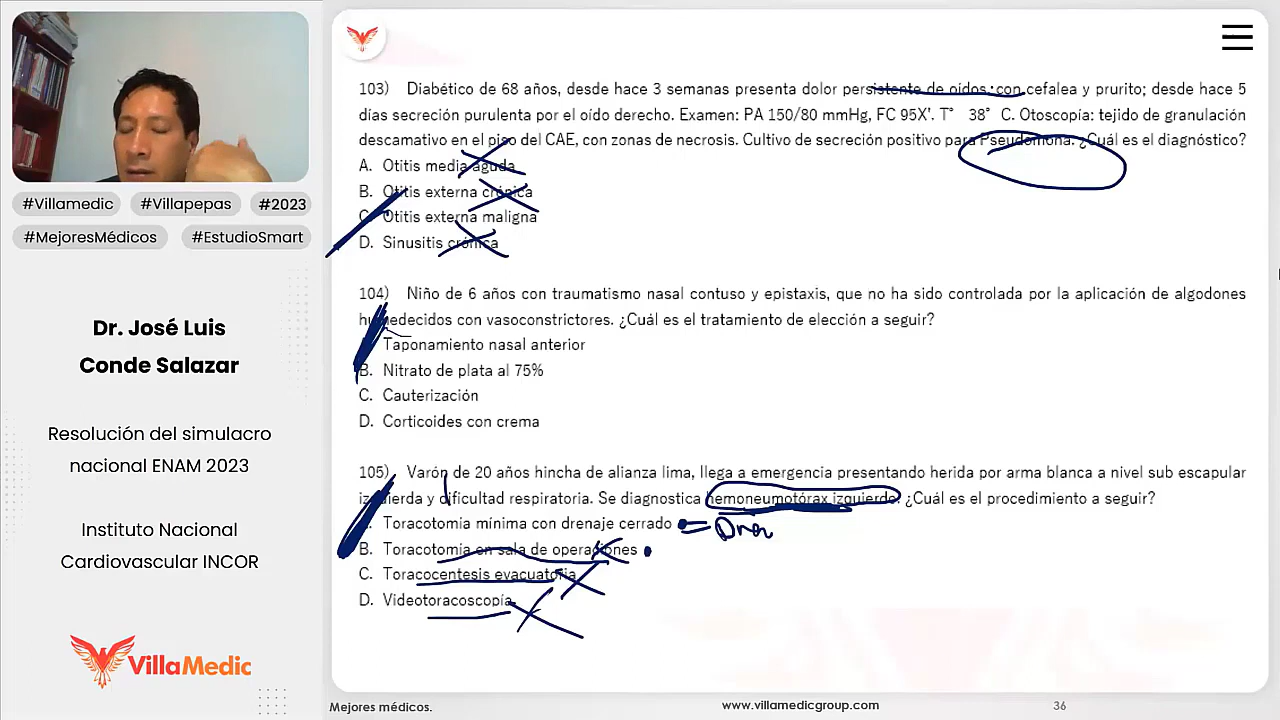 103) Diabético de 68 años, desde hace 3 semanas presenta dolor persistente de oídos con cefalea y prurito; desde hace 5
días secreción purulenta por el oído derecho. Examen: PA 150/80 mmHg, FC 95X'. T° 38° C. Otoscopía: tejido de granulación
descamativo en el piso del CAE, con zonas de necrosis. Cultivo de secreción positivo para Pseudomona. ¿Cuál es el diagnóstico?
A. Otitis media aguda
B. Otitis externa crónica
C. Otitis externa maligna
D. Sinusitis crónica
#Villamedic #Villapepas #2023
#MejoresMédicos #EstudioSmart
104) Niño de 6 años con traumatismo nasal contuso y epistaxis, que no ha sido controlada por la aplicación de algodones
humedecidos con vasoconstrictores. ¿Cuál es el tratamiento de elección a seguir?
Taponamiento nasal anterior
B. Nitrato de plata al 75%
C. Cauterización
D. Corticoides con crema
Dr. José Luis
Conde Salazar
Resolución del simulacro
nacional ENAM 2023
Instituto Nacional
Cardiovascular INCOR
105) Varón de 20 años hincha de alianza lima, llega a emergencia presentando herida por arma blanca a nivel sub escapular
izquierda y dificultad respiratoria. Se diagnostica hemoneumotórax izquierdo. ¿Cuál es el procedimiento a seguir?
Toracotomía mínima con drenaje cerrado
Dren
B. Toracotomía en sala de operaciones
C. Toracocentesis evacuatoria
D. Videotoracoscopía
VillaMedic
Mejores médicos.
www.villamedicgroup.com
36